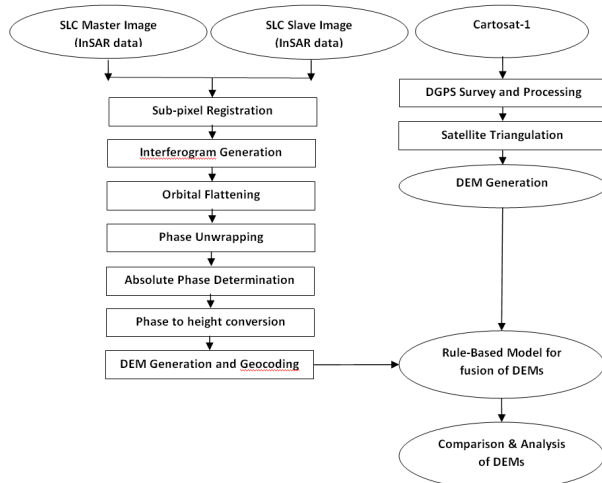 SLC Master Image
(InSAR data)
SLC Slave Image
(InSAR data)
Cartosat-1
Sub-pixel Registration
Interferogram Generation
Orbital Flattening
Phase Unwrapping
Absolute Phase Determination
Phase to height conversion
DEM Generation and Geocoding
DGPS Survey and Processing
Satellite Triangulation
DEM Generation
Rule-Based Model for
fusion of DEMs
Comparison & Analysis
of DEMs